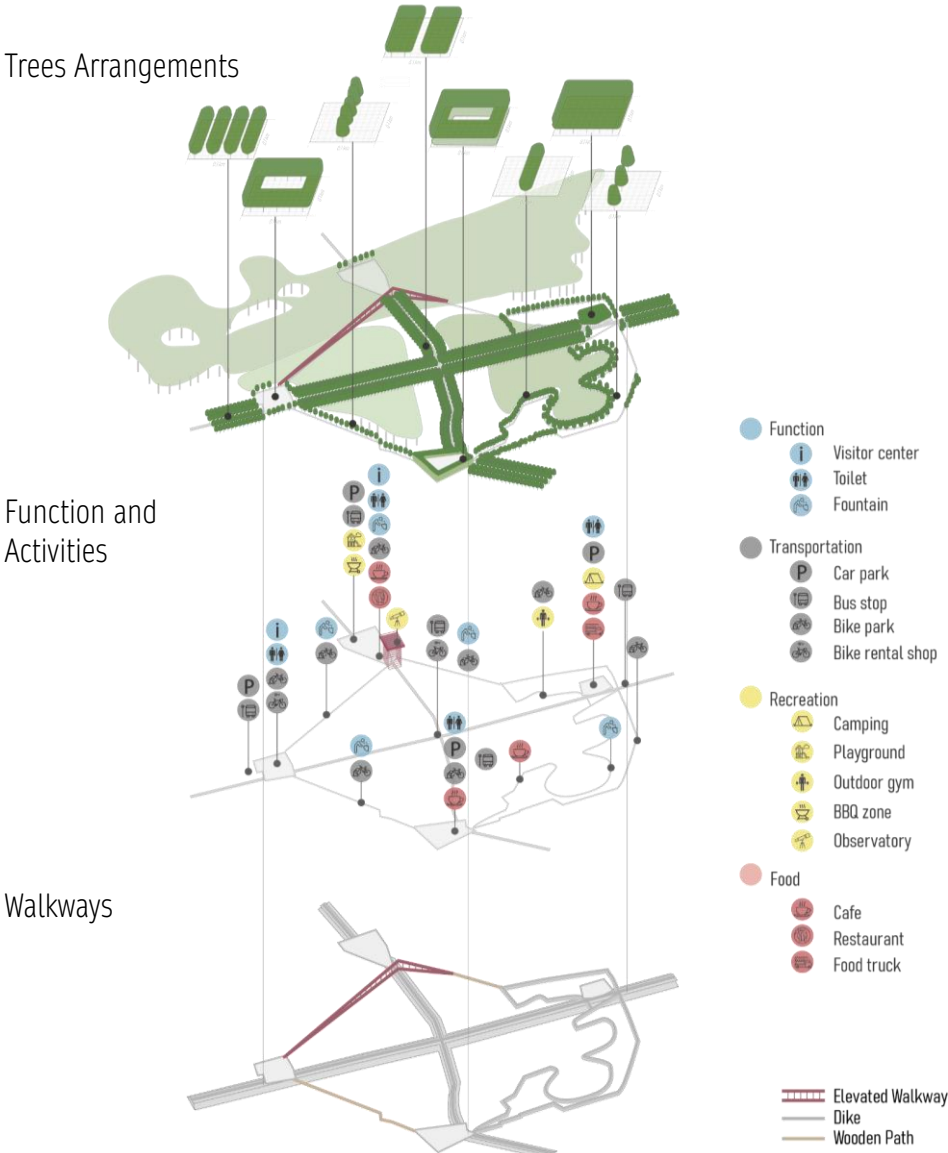 Trees Arrangements
Function and
Activities
Walkways
P
i
P
i
P
P
Function
i Visitor center
Toilet
Fountain
Transportation
P Car park
Bus stop
Bike park
Bike rental shop
Recreation
Camping
Playground
Outdoor gym
BBQ zone
Observatory
Food
Cafe
Restaurant
Food truck
Elevated Walkway
Dike
Wooden Path